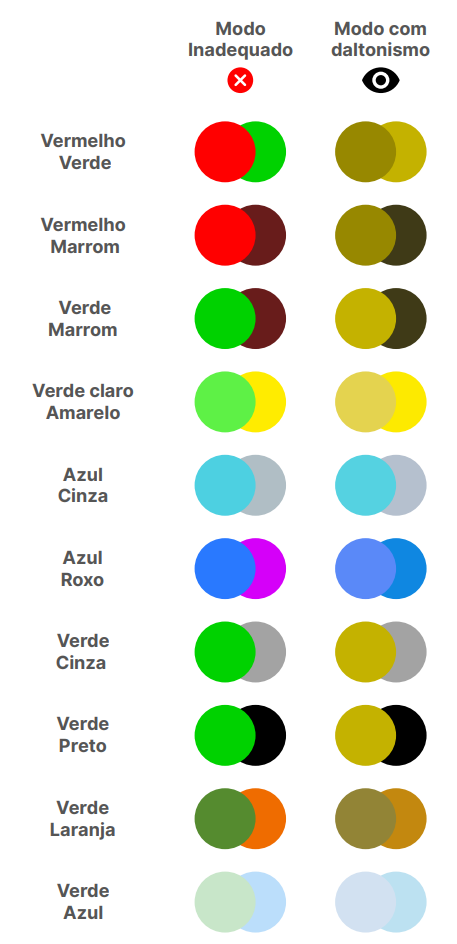 Modo
Inadequado
Modo com
daltonismo
Vermelho
Verde
Vermelho
Marrom
Verde
Marrom
Verde claro
Amarelo
Azul
Cinza
Azul
Roxo
Verde
Cinza
Verde
Preto
Verde
Laranja
Verde
Azul